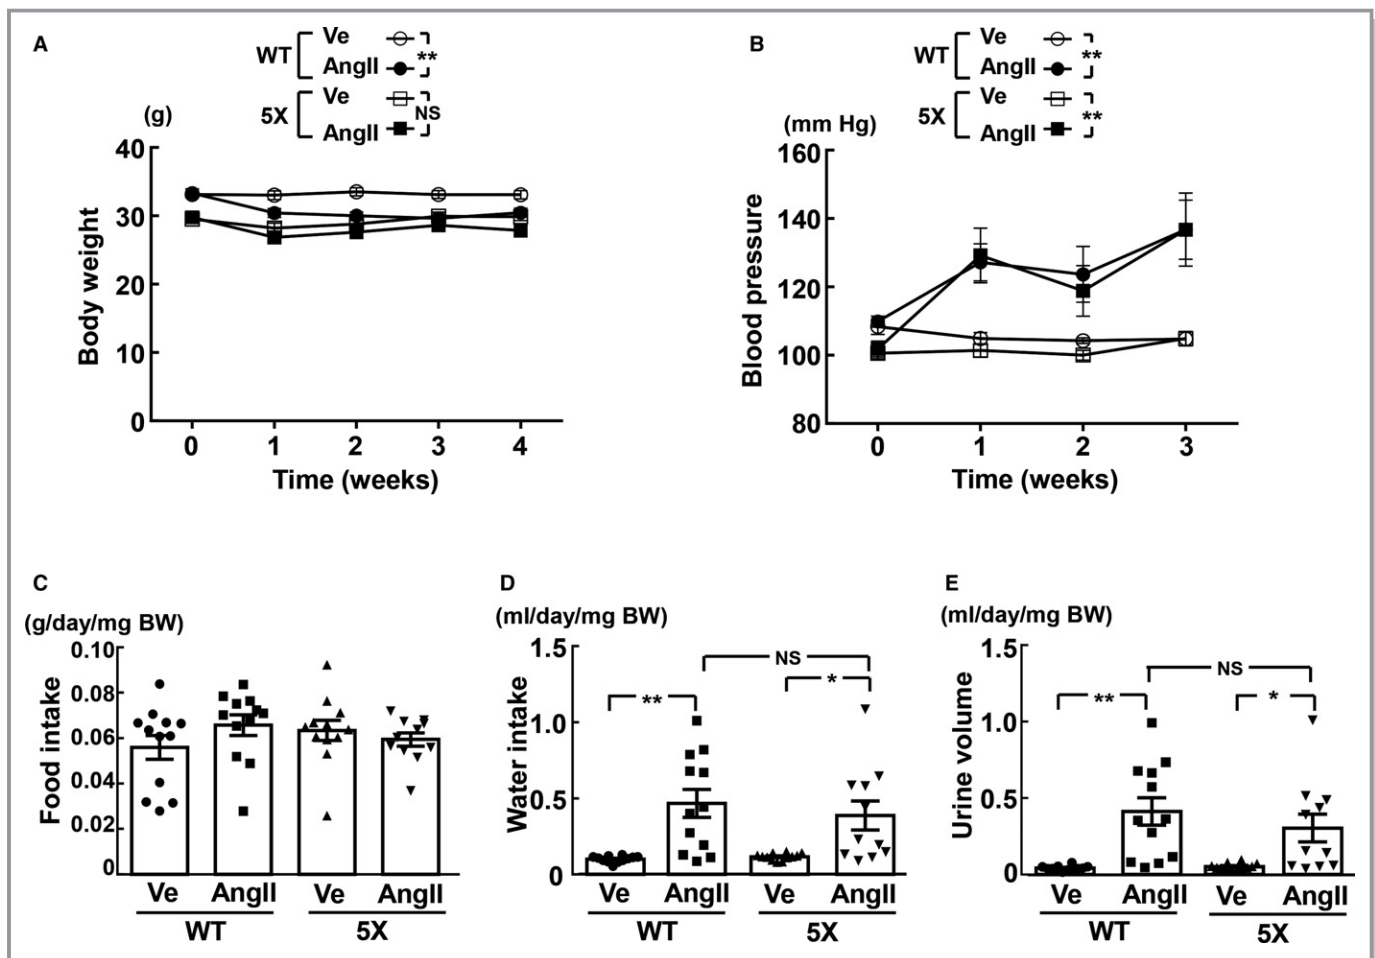 A
WT
Ve
AngII
**
5X
Ve
AngII
NS
(g)
40
30
20
10
0
Body weight
0 1 2 3 4
Time (weeks)
B
WT
Ve
AngII
**
5X
Ve
AngII
**
(mm Hg)
160
140
120
100
80
Blood pressure
0 1 2 3
Time (weeks)
C
(g/day/mg BW)
0.10
0.08
0.06
0.04
0.02
0
Food intake
Ve AngII Ve AngII
WT 5X
D
(ml/day/mg BW)
1.5
1.0
0.5
0
Water intake
NS
** *
Ve AngII Ve AngII
WT 5X
E
(ml/day/mg BW)
1.5
1.0
0.5
0
Urine volume
NS
** *
Ve AngII Ve AngII
WT 5X